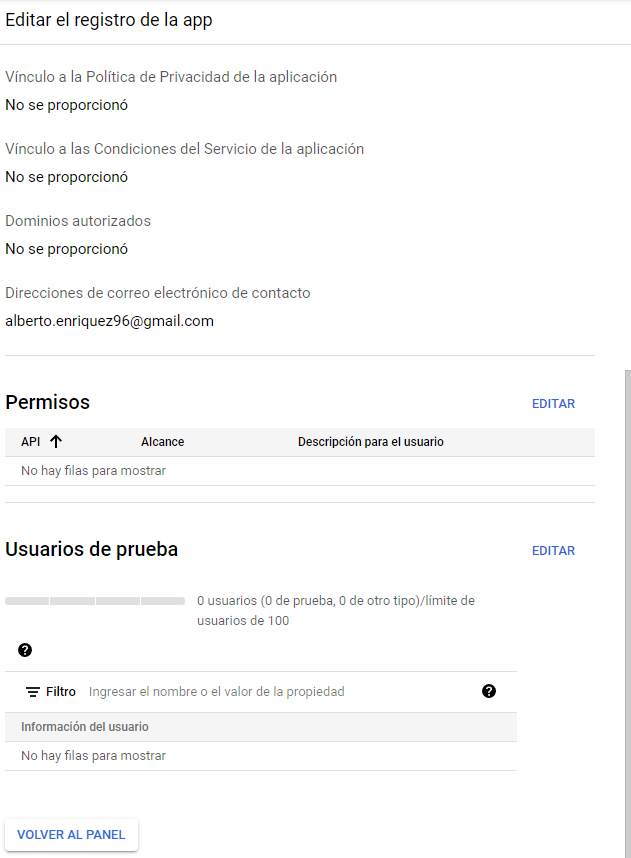 Editar el registro de la app
Vínculo a la Política de Privacidad de la aplicación
No se proporcionó
Vínculo a las Condiciones del Servicio de la aplicación
No se proporcionó
Dominios autorizados
No se proporcionó
Direcciones de correo electrónico de contacto
alberto.enriquez96@gmail.com
Permisos EDITAR
API Alcance Descripción para el usuario
No hay filas para mostrar
Usuarios de prueba EDITAR
0 usuarios (0 de prueba, 0 de otro tipo)/límite de
usuarios de 100
Filtro Ingresar el nombre o el valor de la propiedad
Información del usuario
No hay filas para mostrar
VOLVER AL PANEL